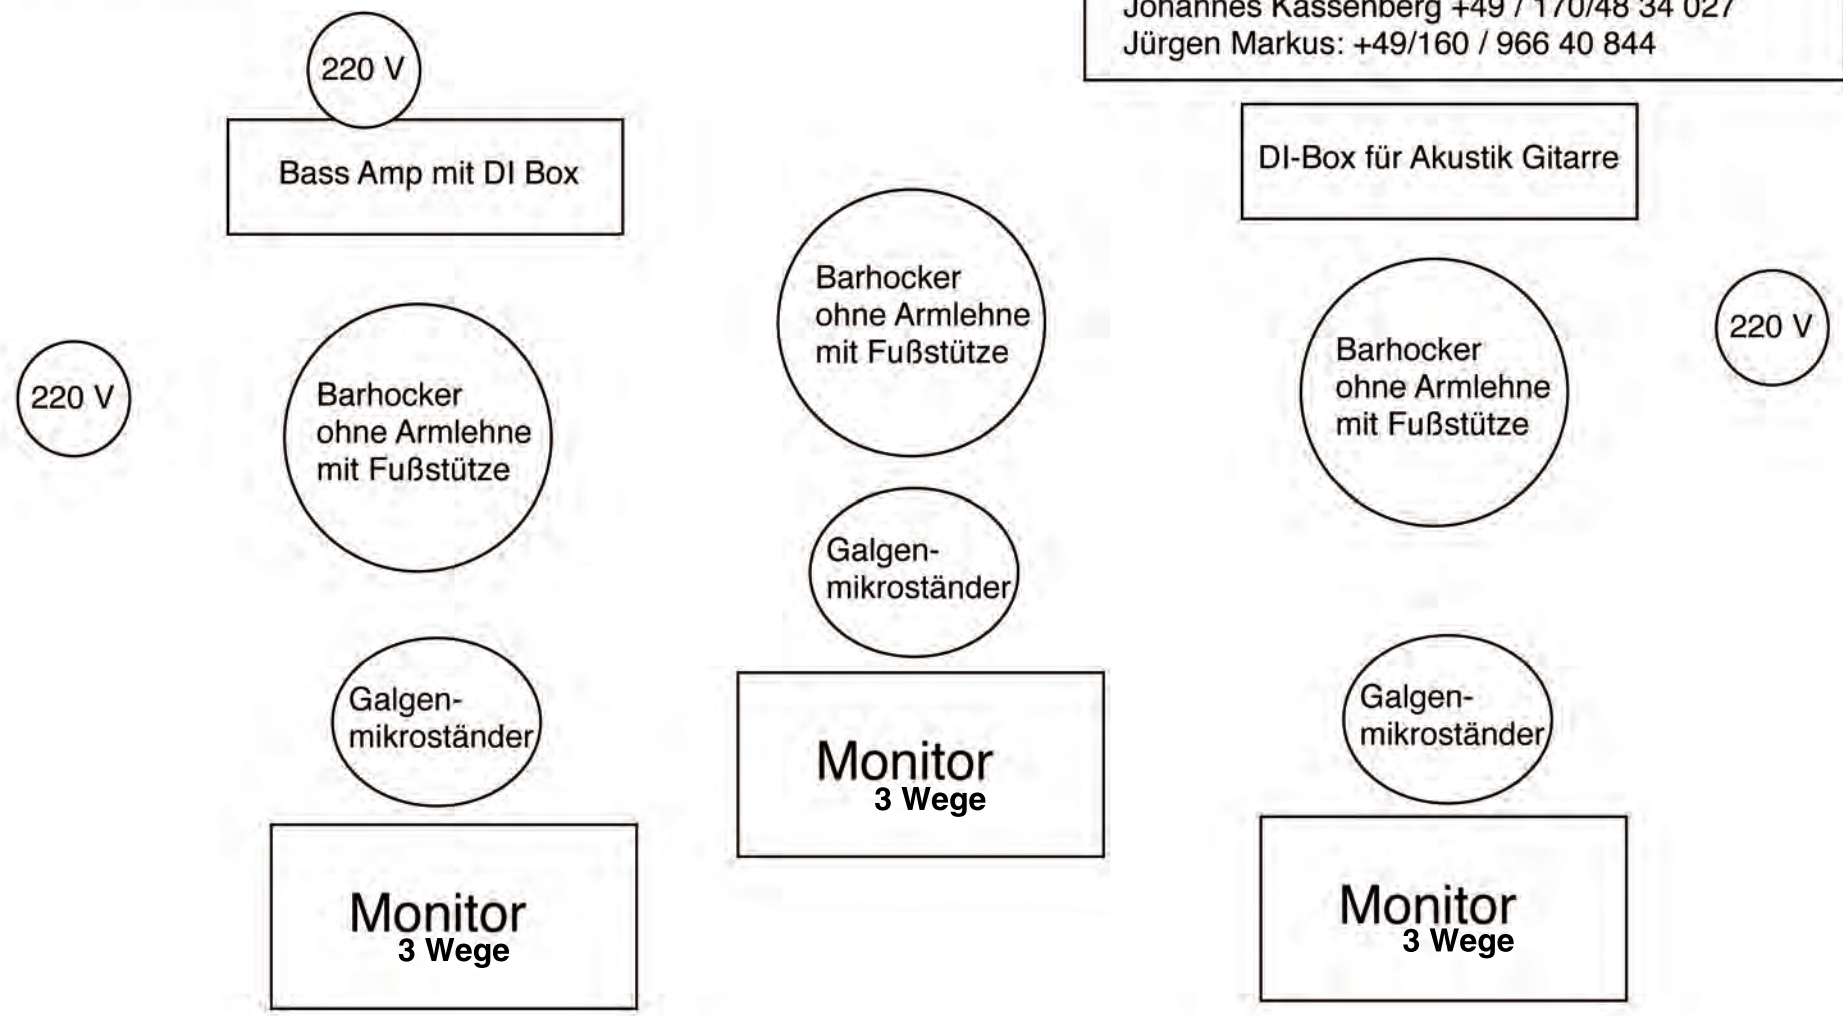 Johannes Kassenberg +49 / 170/48 34 027
Jürgen Markus: +49/160 / 966 40 844
220 V
Bass Amp mit DI Box
DI-Box für Akustik Gitarre
220 V
Barhocker
ohne Armlehne
mit Fußstütze
Barhocker
ohne Armlehne
mit Fußstütze
Barhocker
ohne Armlehne
mit Fußstütze
220 V
Galgen-
mikroständer
Galgen-
mikroständer
Galgen-
mikroständer
Monitor
3 Wege
Monitor
3 Wege
Monitor
3 Wege